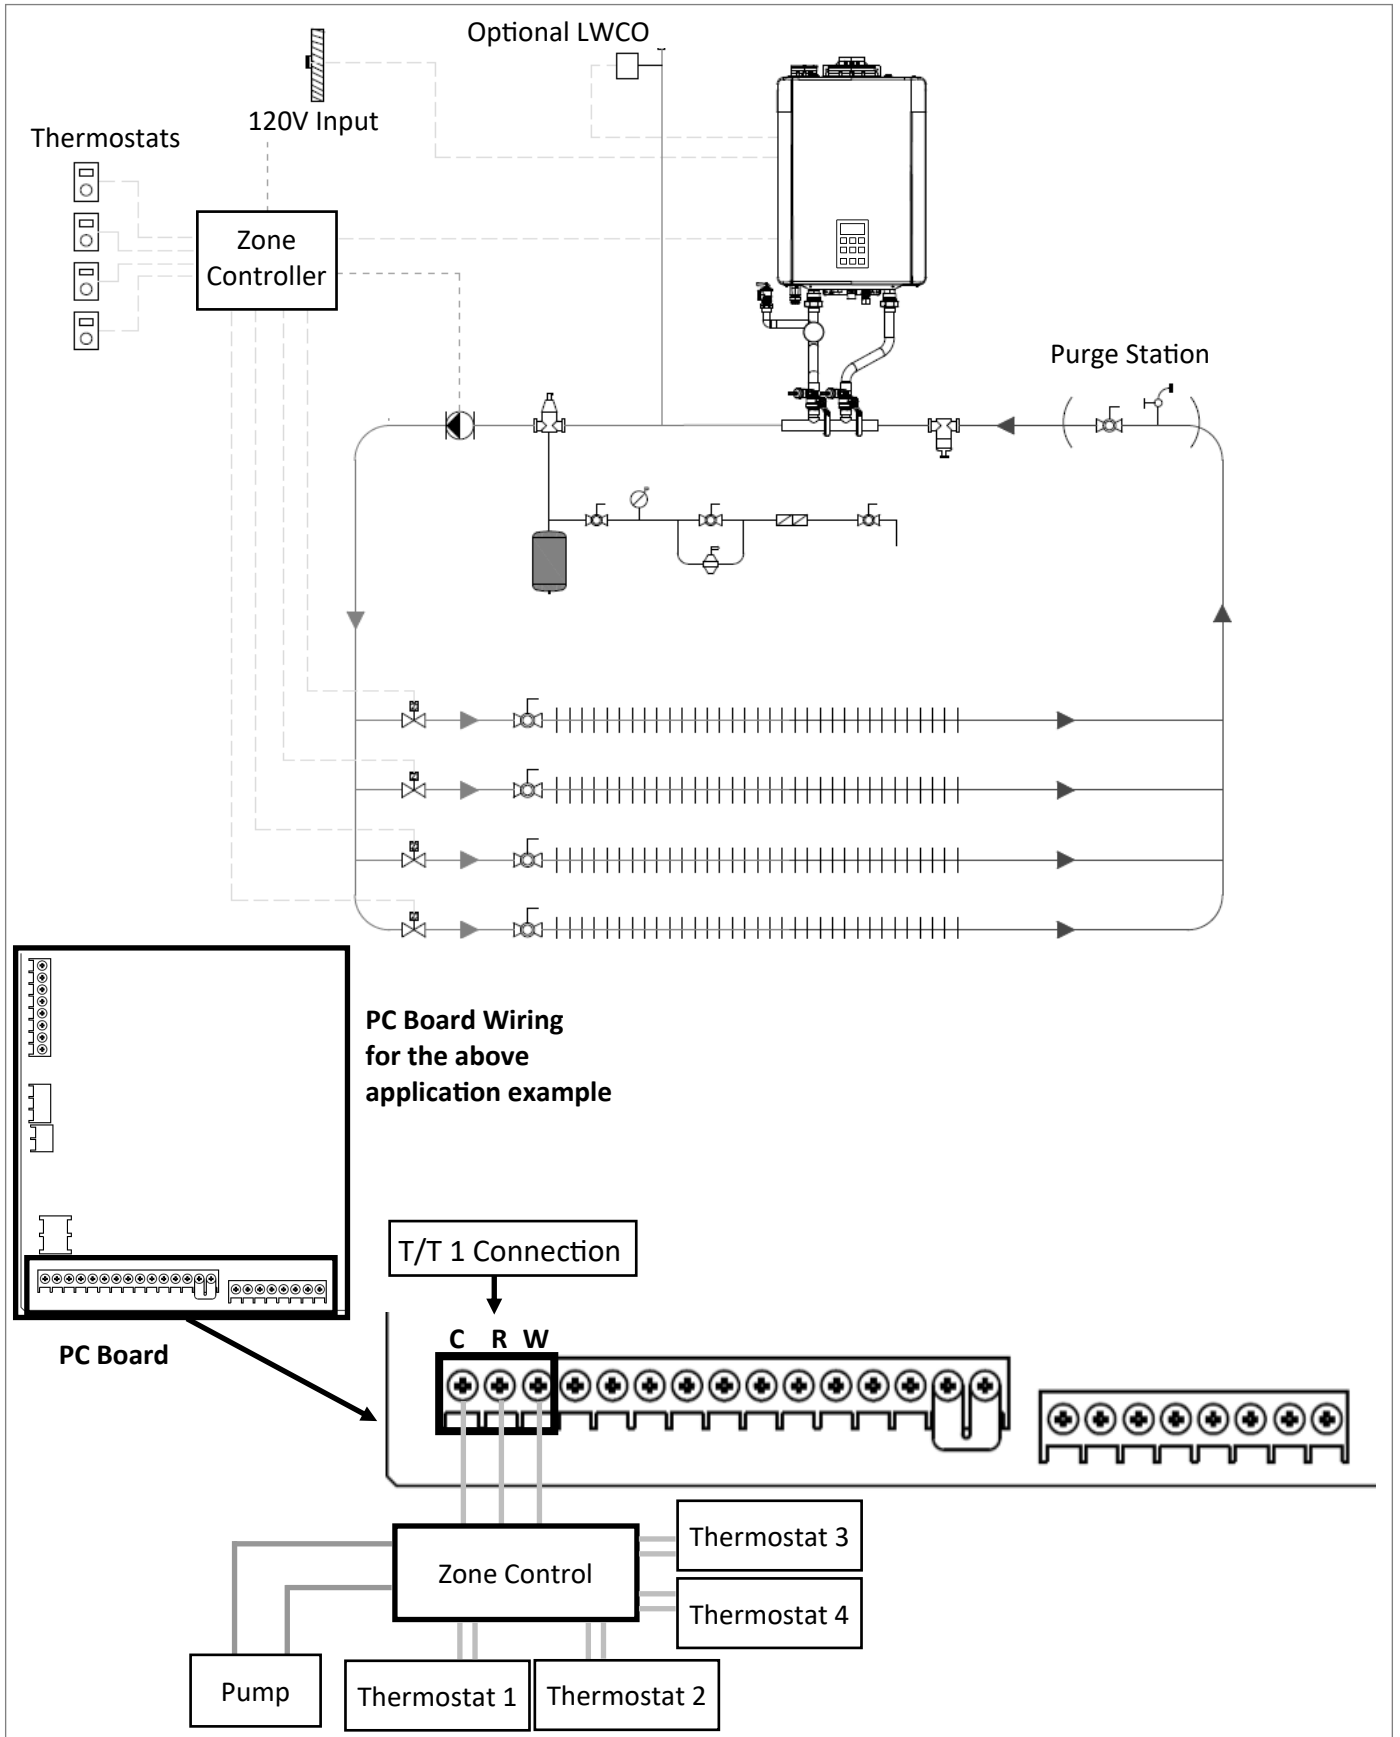 Optional LWCO
120V Input
Thermostats
Zone
Controller
Purge Station
PC Board Wiring
for the above
application example
T/T 1 Connection
C R W
PC Board
Zone Control
Thermostat 3
Thermostat 4
Pump
Thermostat 1
Thermostat 2